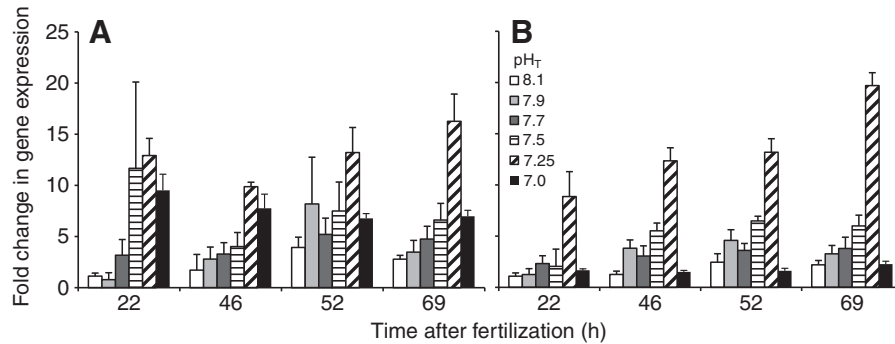 Fold change in gene expression
25
20
15
10
5
0
A
22 46 52 69
B
pHT
8.1
7.9
7.7
7.5
7.25
7.0
22 46 52 69
Time after fertilization (h)